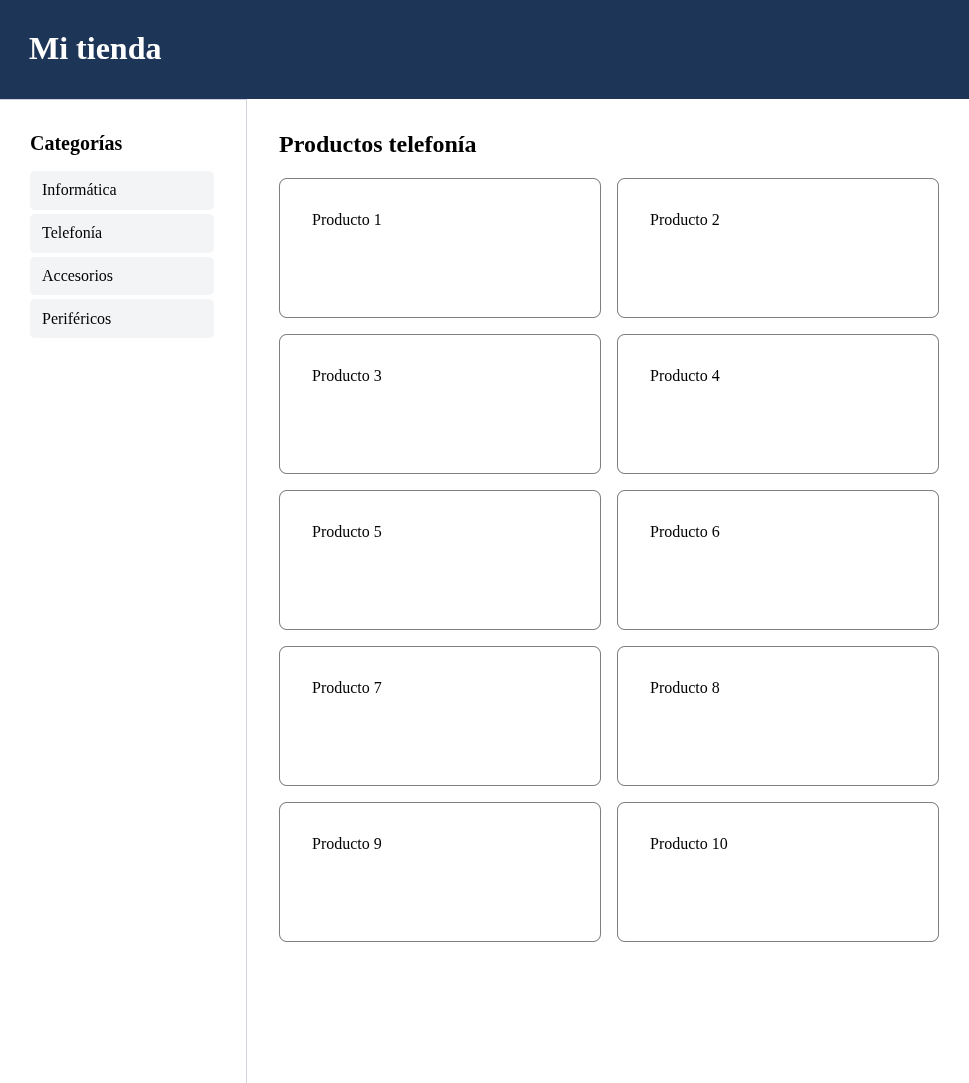 Mi tienda
Categorías
Informática
Telefonía
Accesorios
Periféricos
Productos telefonía
Producto 1
Producto 2
Producto 3
Producto 4
Producto 5
Producto 6
Producto 7
Producto 8
Producto 9
Producto 10